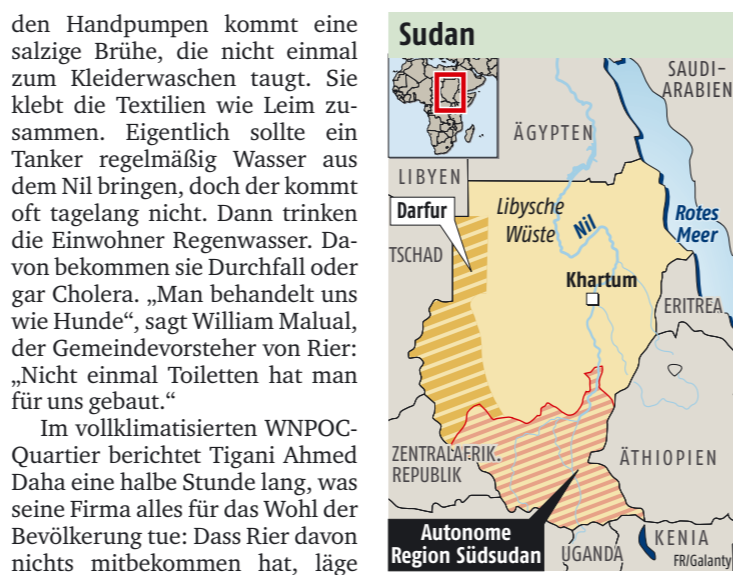 den Handpumpen kommt eine
salzige Brühe, die nicht einmal
zum Kleiderwaschen taugt. Sie
klebt die Textilien wie Leim zu-
sammen. Eigentlich sollte ein
Tanker regelmäßig Wasser aus
dem Nil bringen, doch der kommt
oft tagelang nicht. Dann trinken
die Einwohner Regenwasser. Da-
von bekommen sie Durchfall oder
gar Cholera. „Man behandelt uns
wie Hunde“, sagt William Malual,
der Gemeindevorsteher von Rier:
„Nicht einmal Toiletten hat man
für uns gebaut.“
Im vollklimatisierten WNPOC-
Quartier berichtet Tigani Ahmed
Daha eine halbe Stunde lang, was
seine Firma alles für das Wohl der
Bevölkerung tue: Dass Rier davon
nichts mitbekommen hat, läge
Sudan
SAUDI-
ARABIEN
ÄGYPTEN
LIBYEN
Darfur
Libysche
Wüste
Nil
Rotes
Meer
TSCHAD
Khartum
ERITREA
ZENTRALAFRIK.
REPUBLIK
ÄTHIOPIEN
Autonome
Region Südsudan
UGANDA
KENIA
FR/Galanty